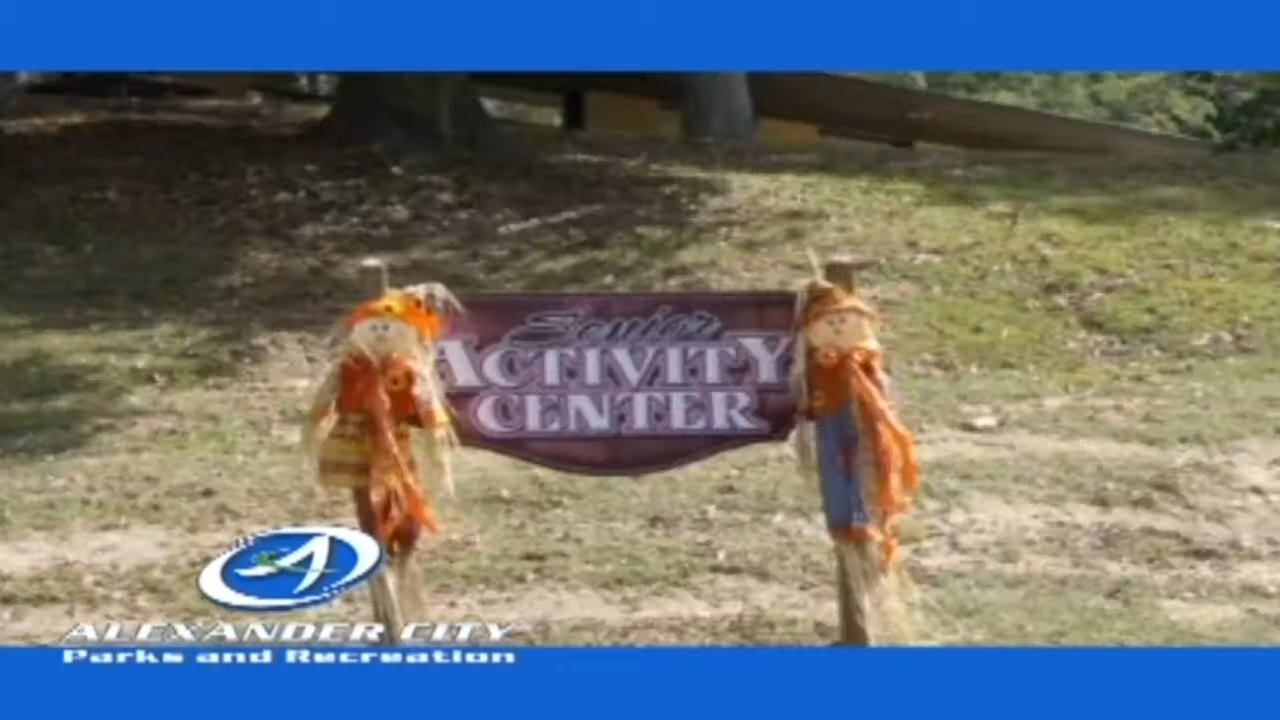 Senior
ACTIVITY
CENTER
ALEXANDER CITY
Parks and Recreation